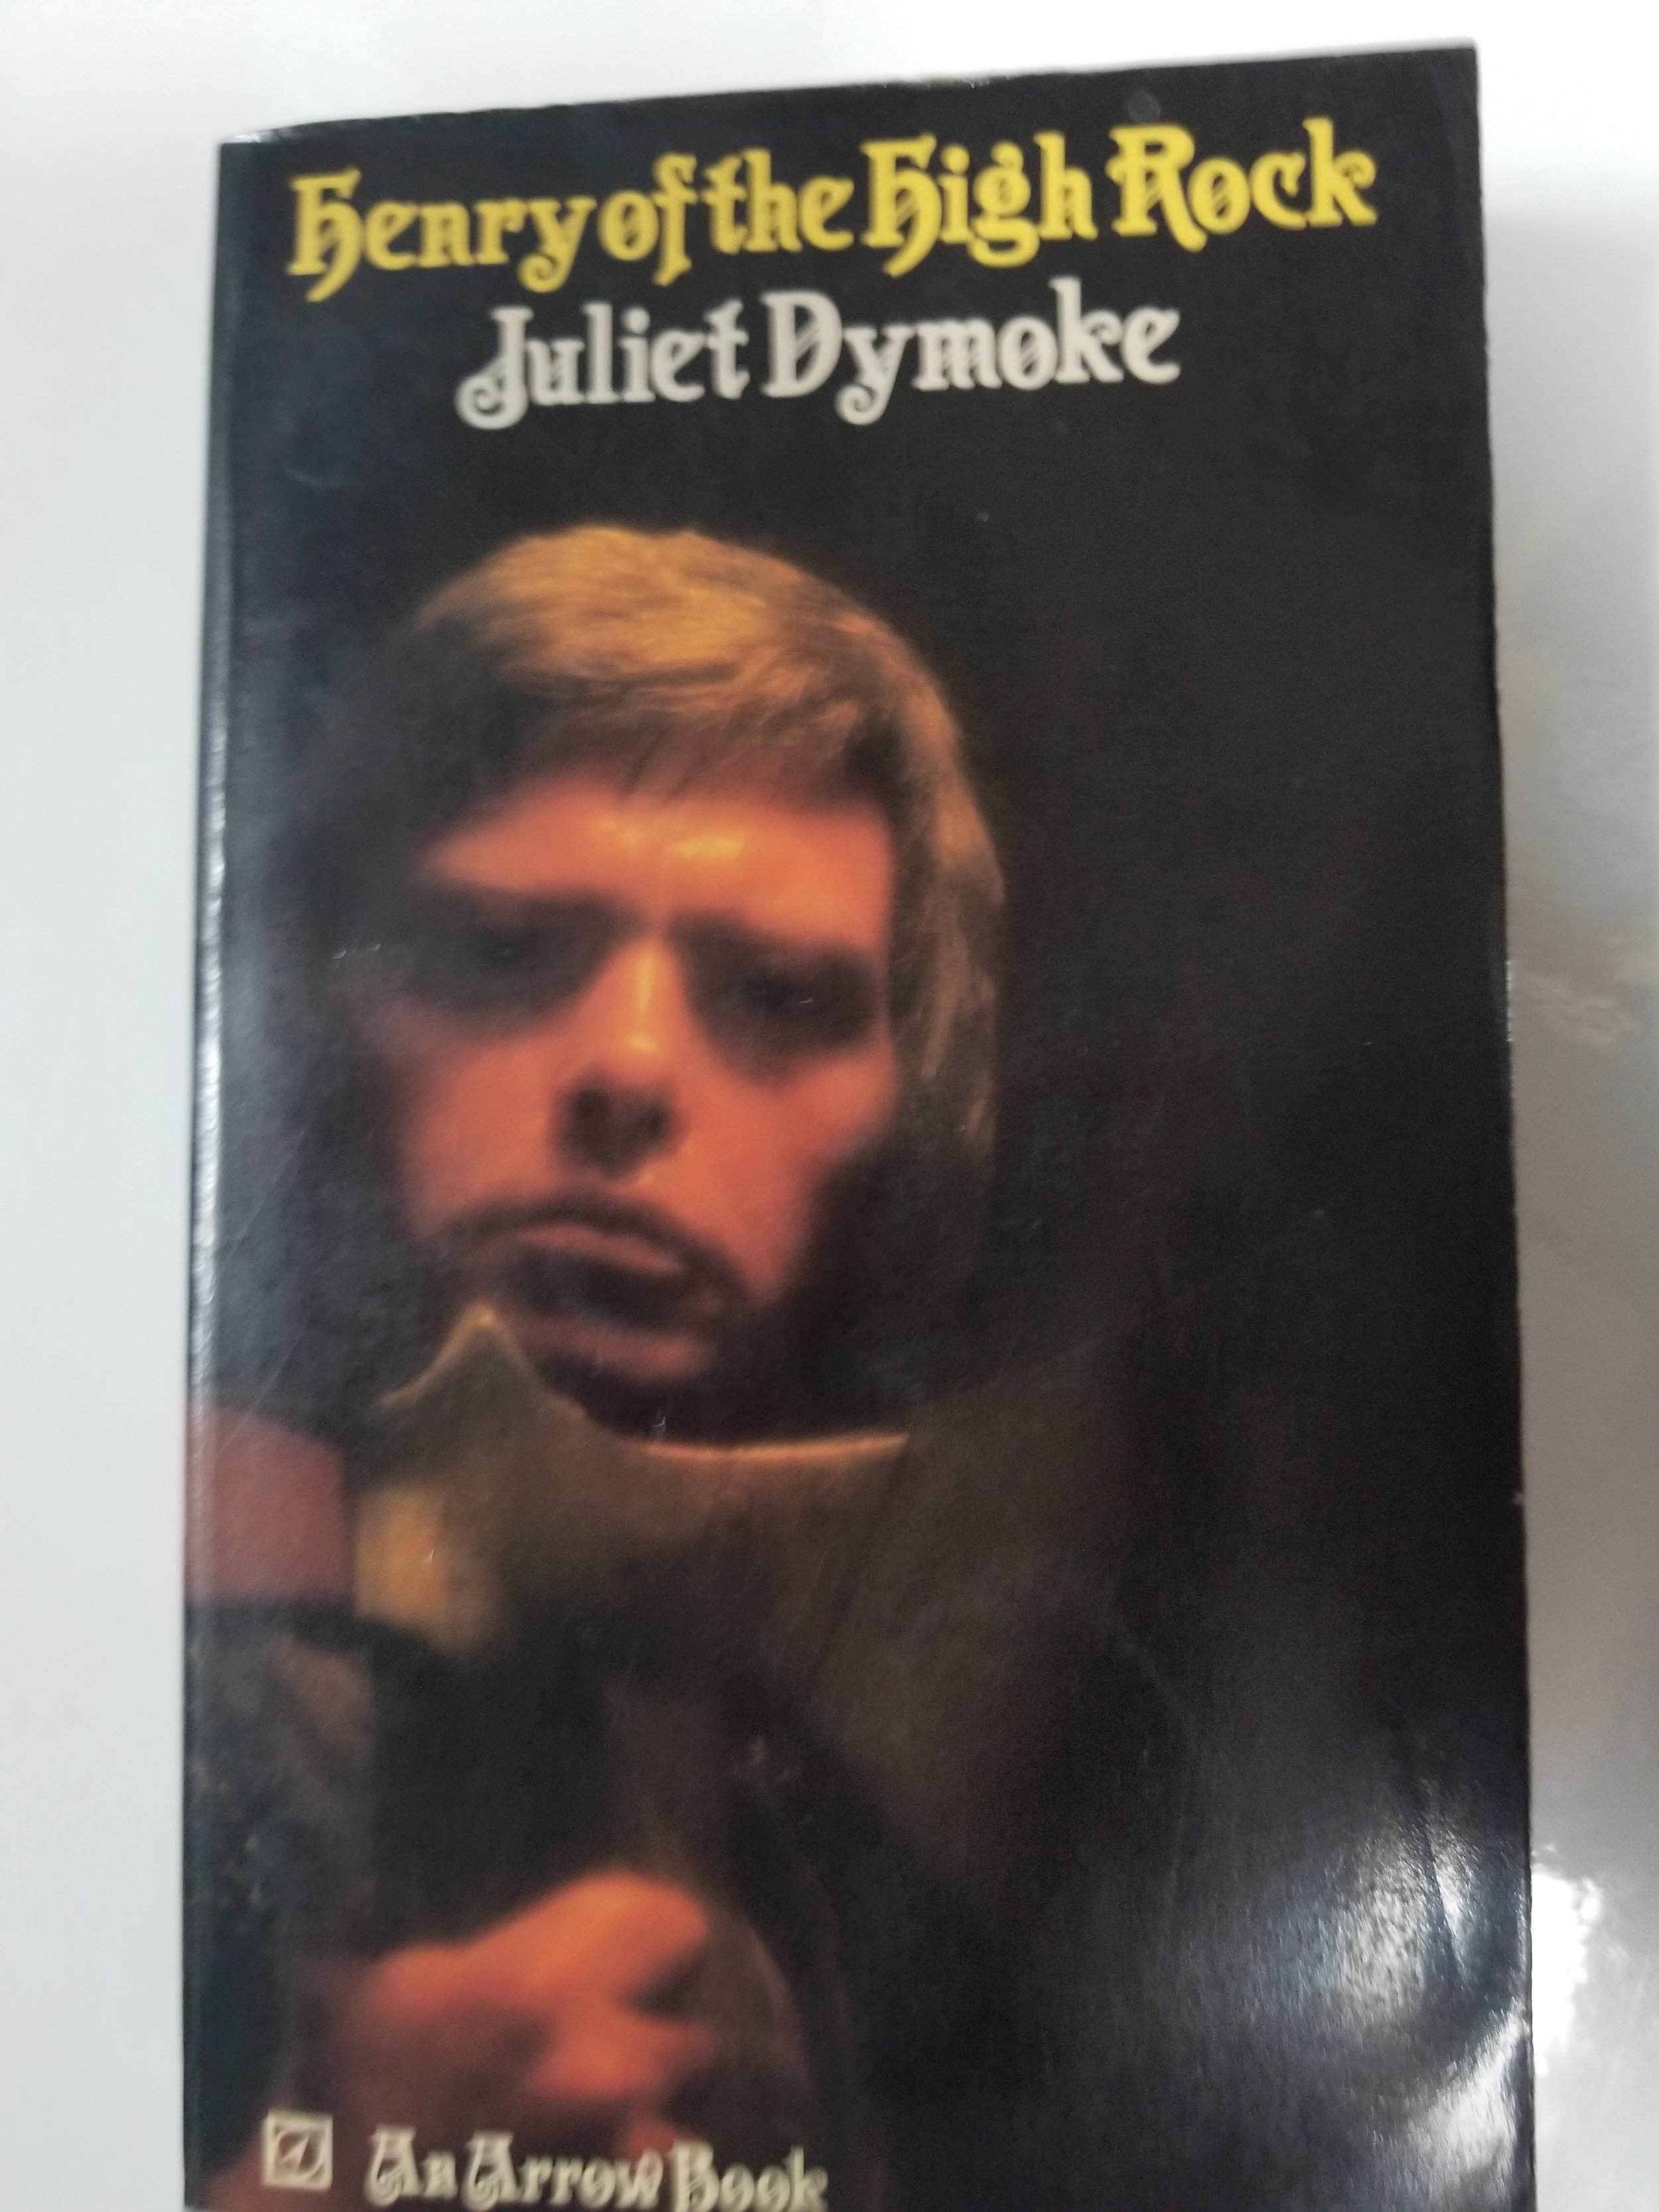 Henry of the High Rock
Juliet Dymoke
An Arrow Book